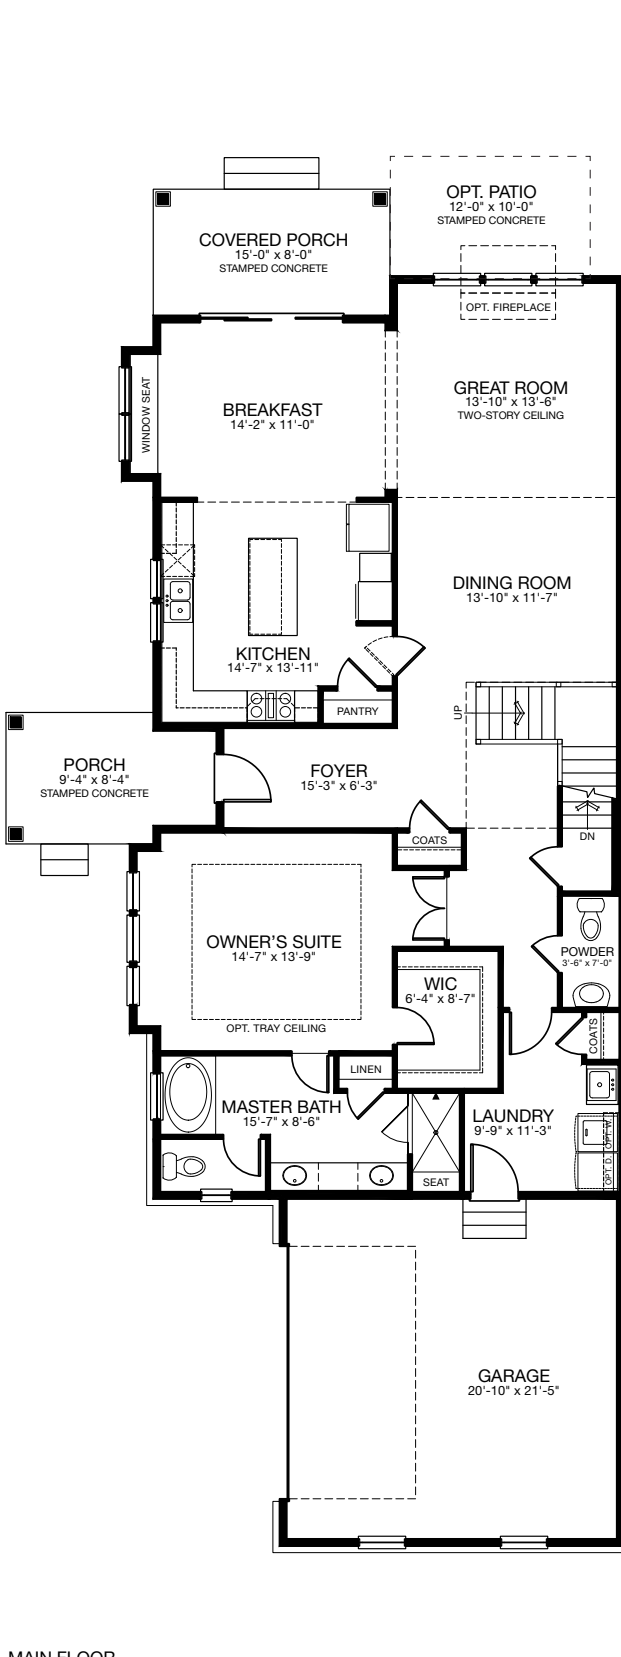 OPT. PATIO
12'-0" x 10'-0"
STAMPED CONCRETE
COVERED PORCH
15'-0" x 8'-0"
STAMPED CONCRETE
OPT. FIREPLACE
WINDOW SEAT
BREAKFAST
14'-2" x 11'-0"
GREAT ROOM
13'-10" x 13'-6"
TWO-STORY CEILING
DINING ROOM
13'-10" x 11'-7"
KITCHEN
14'-7" x 13'-11"
PANTRY
UP
PORCH
9'-4" x 8'-4"
STAMPED CONCRETE
FOYER
15'-3" x 6'-3"
COATS
DN
OWNER'S SUITE
14'-7" x 13'-9"
OPT. TRAY CEILING
POWDER
3'-6" x 7'-0"
WIC
6'-4" x 8'-7"
COATS
LINEN
MASTER BATH
15'-7" x 8'-6"
LAUNDRY
9'-9" x 11'-3"
OPT. W.
OPT. D.
SEAT
GARAGE
20'-10" x 21'-5"
MAIN FLOOR